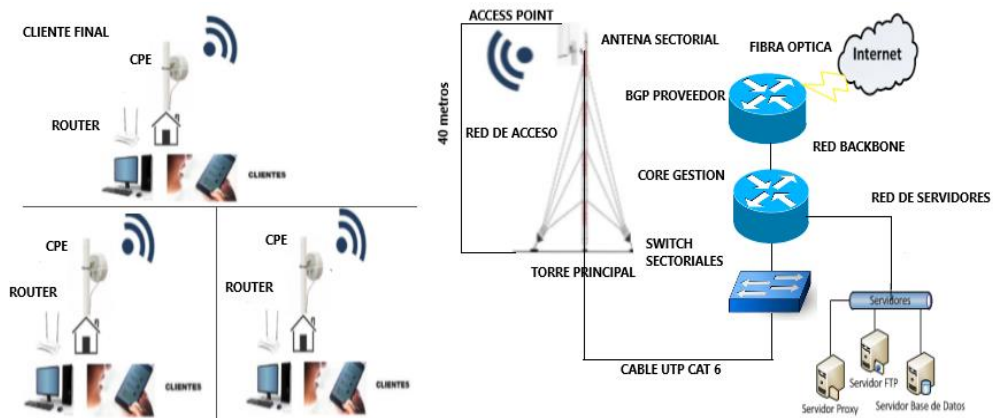 CLIENTE FINAL
CPE
ROUTER
CLIENTES
CPE
ROUTER
CLIENTES
CPE
ROUTER
CLIENTES
ACCESS POINT
ANTENA SECTORIAL
40 metros
RED DE ACCESO
TORRE PRINCIPAL
FIBRA OPTICA
Internet
BGP PROVEEDOR
RED BACKBONE
CORE GESTION
RED DE SERVIDORES
SWITCH
SECTORIALES
CABLE UTP CAT 6
Servidores
Servidor FTP
Servidor Proxy
Servidor Base de Datos